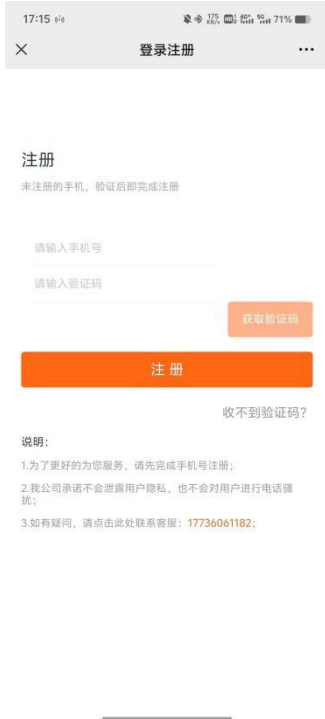 17:15
175 KB/s HD 4G+ 5G 71%
登录注册
注册
未注册的手机，验证后即完成注册
请输入手机号
请输入验证码
获取验证码
注 册
收不到验证码？
说明：
1.为了更好的为您服务，请先完成手机号注册；
2.我公司承诺不会泄露用户隐私，也不会对用户进行电话骚
扰；
3.如有疑问，请点击此处联系客服：17736061182；